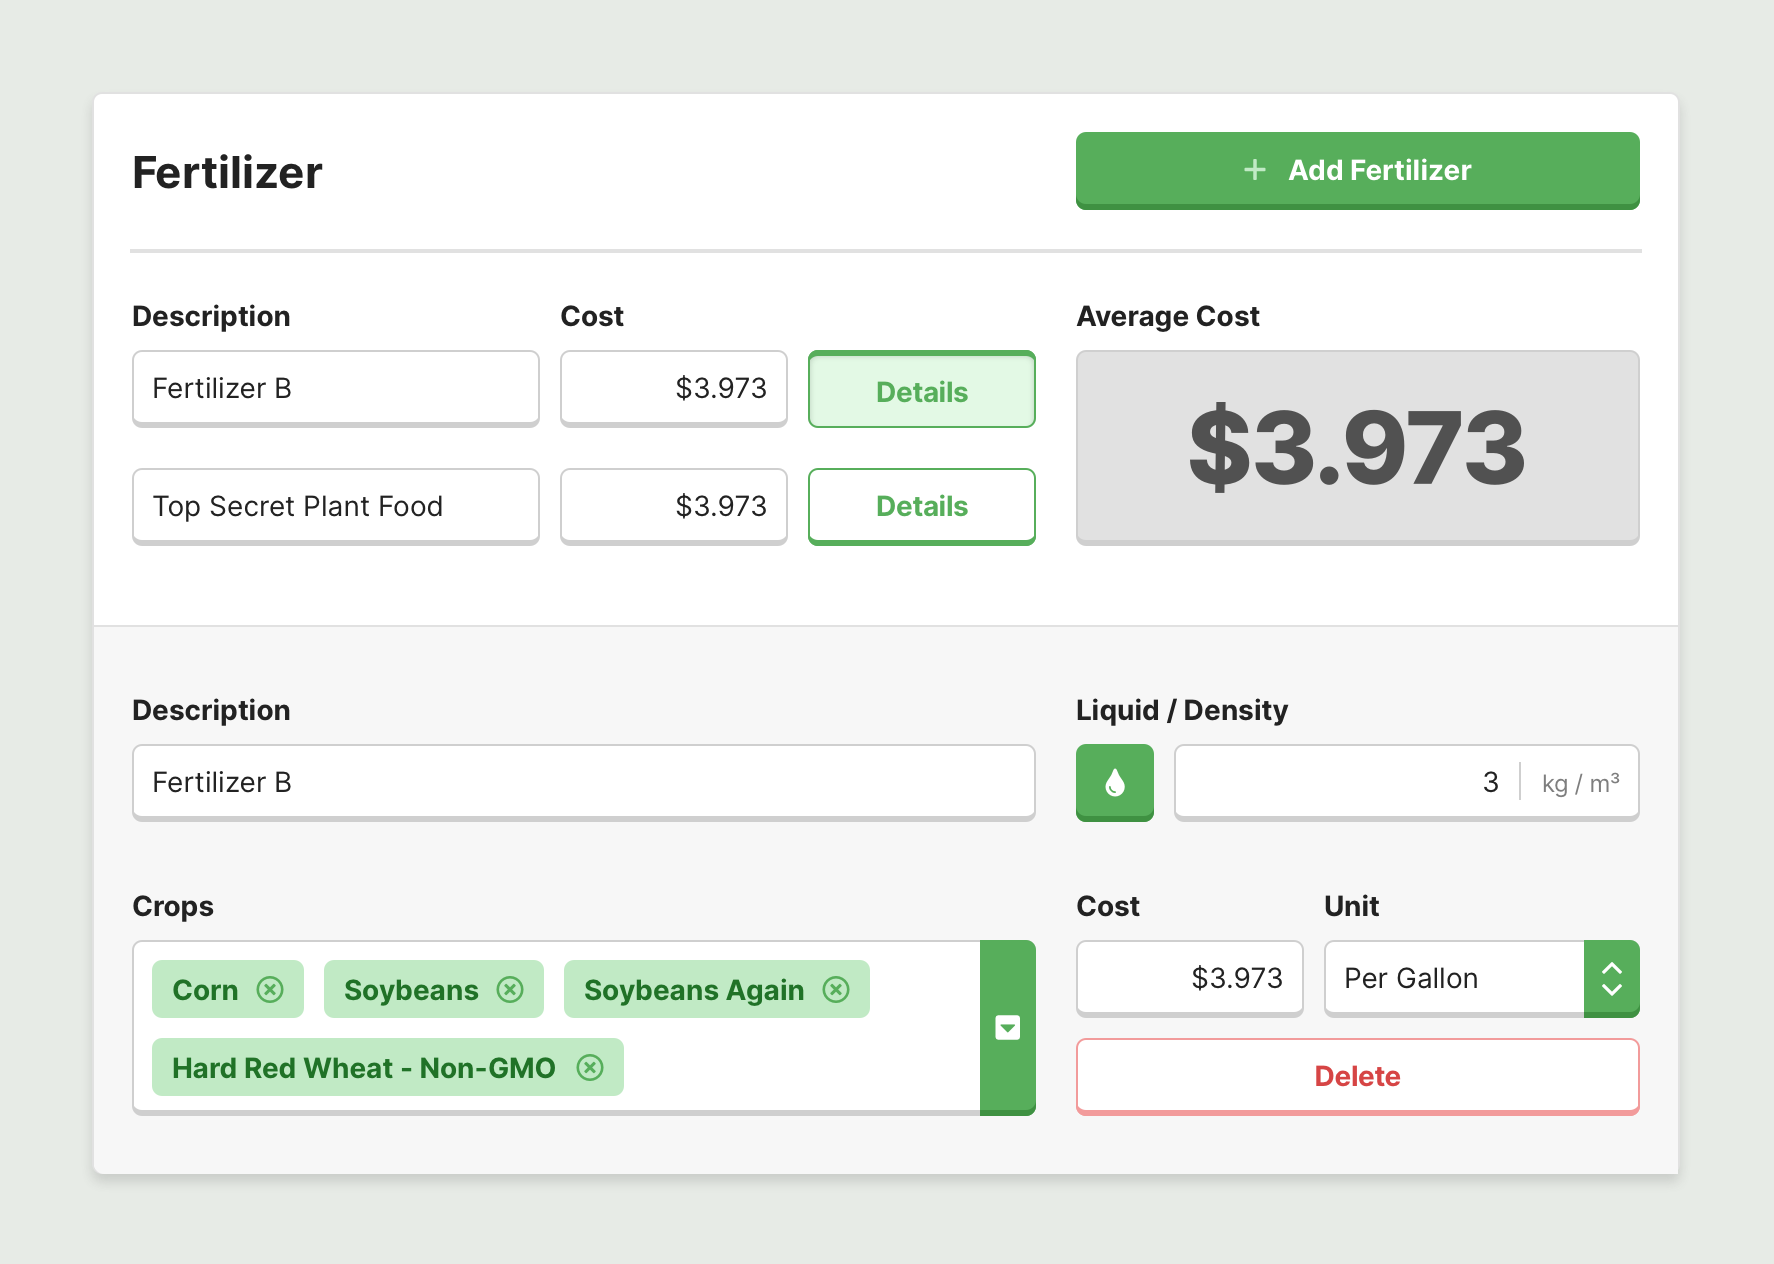 Fertilizer
Add Fertilizer
Description
Cost
Average Cost
Fertilizer B
$3.973
Details
$3.973
Top Secret Plant Food
$3.973
Details
Description
Liquid / Density
Fertilizer B
3
kg / m³
Crops
Cost
Unit
Corn
Soybeans
Soybeans Again
$3.973
Per Gallon
Hard Red Wheat - Non-GMO
Delete